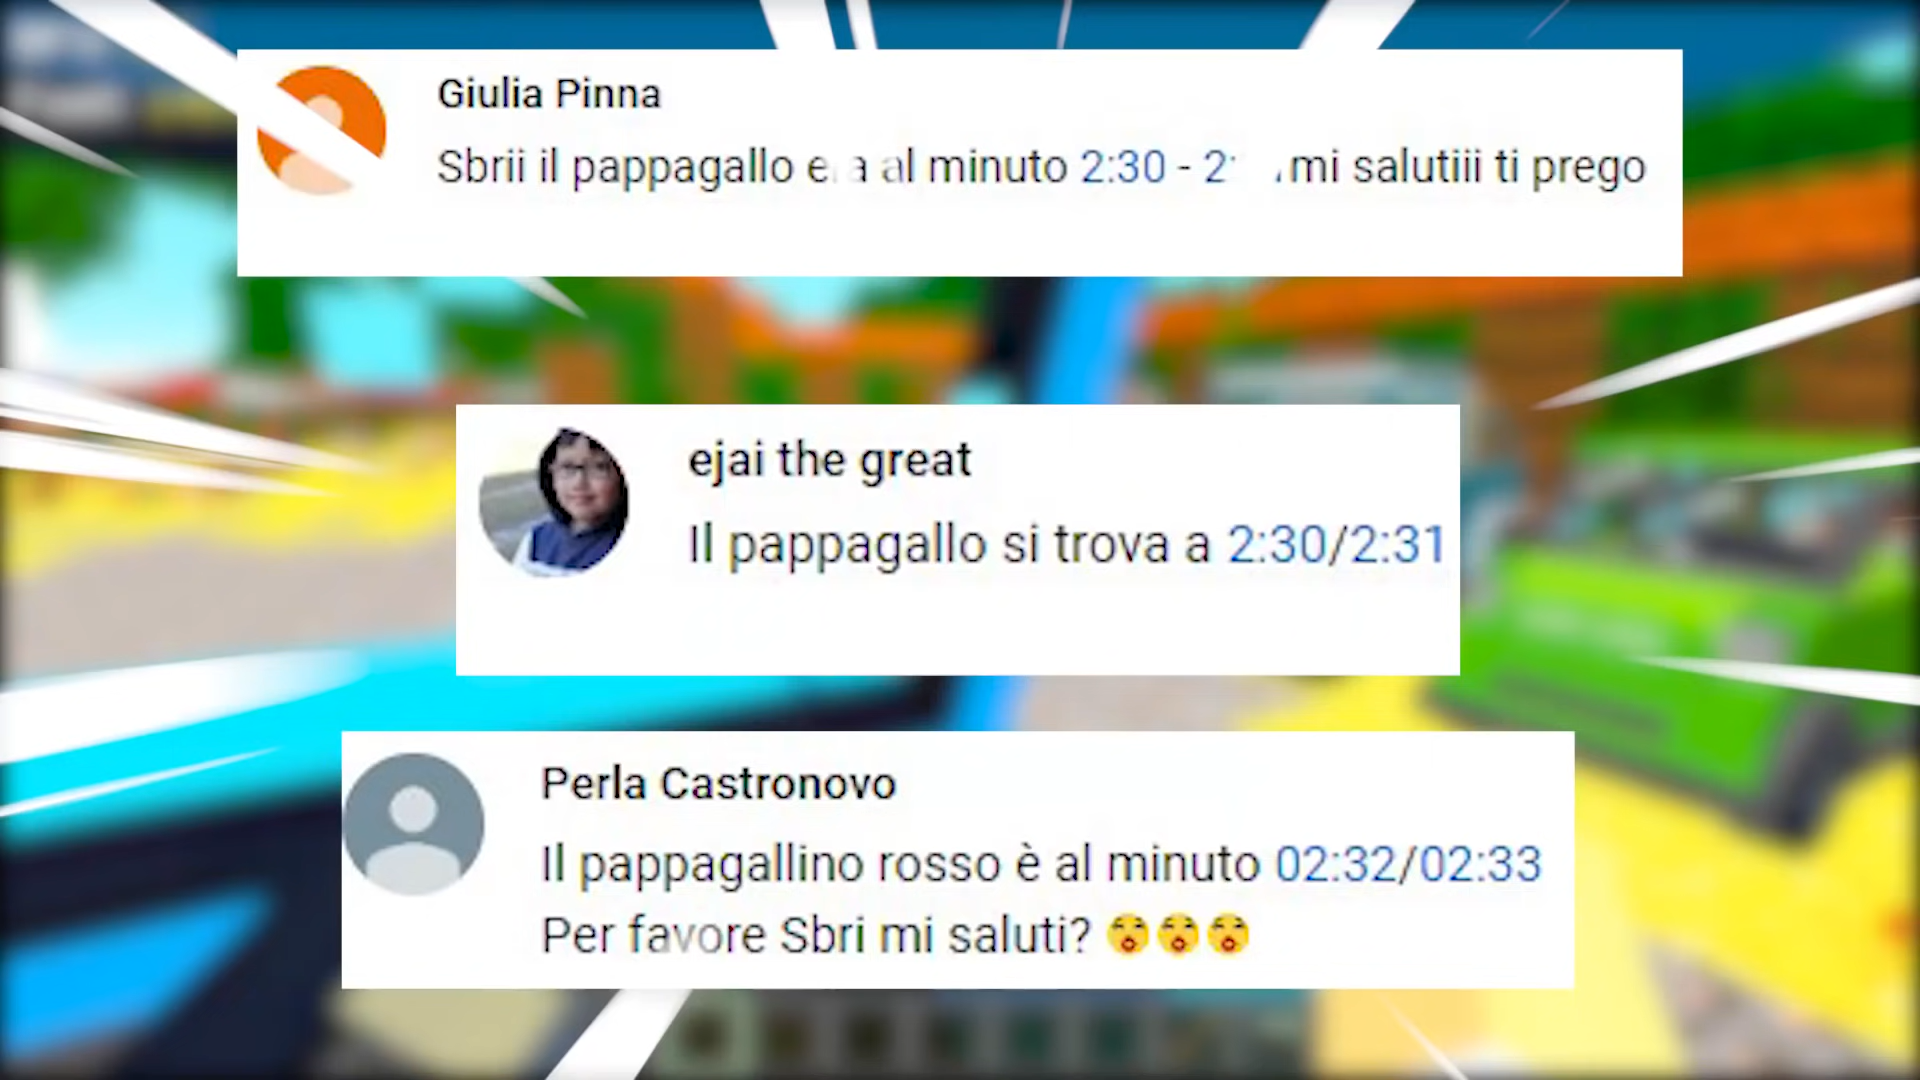 Giulia Pinna
Sbrii il pappagallo era al minuto 2:30 - mi salutiii ti prego
ejai the great
Il pappagallo si trova a 2:30/2:31
Perla Castronovo
Il pappagallino rosso è al minuto 02:32/02:33
Per favore Sbri mi saluti? 😲😲😲